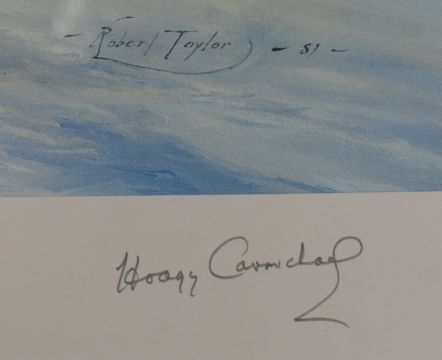 - Robert Taylor - 81 -
Hoagy Carmichael